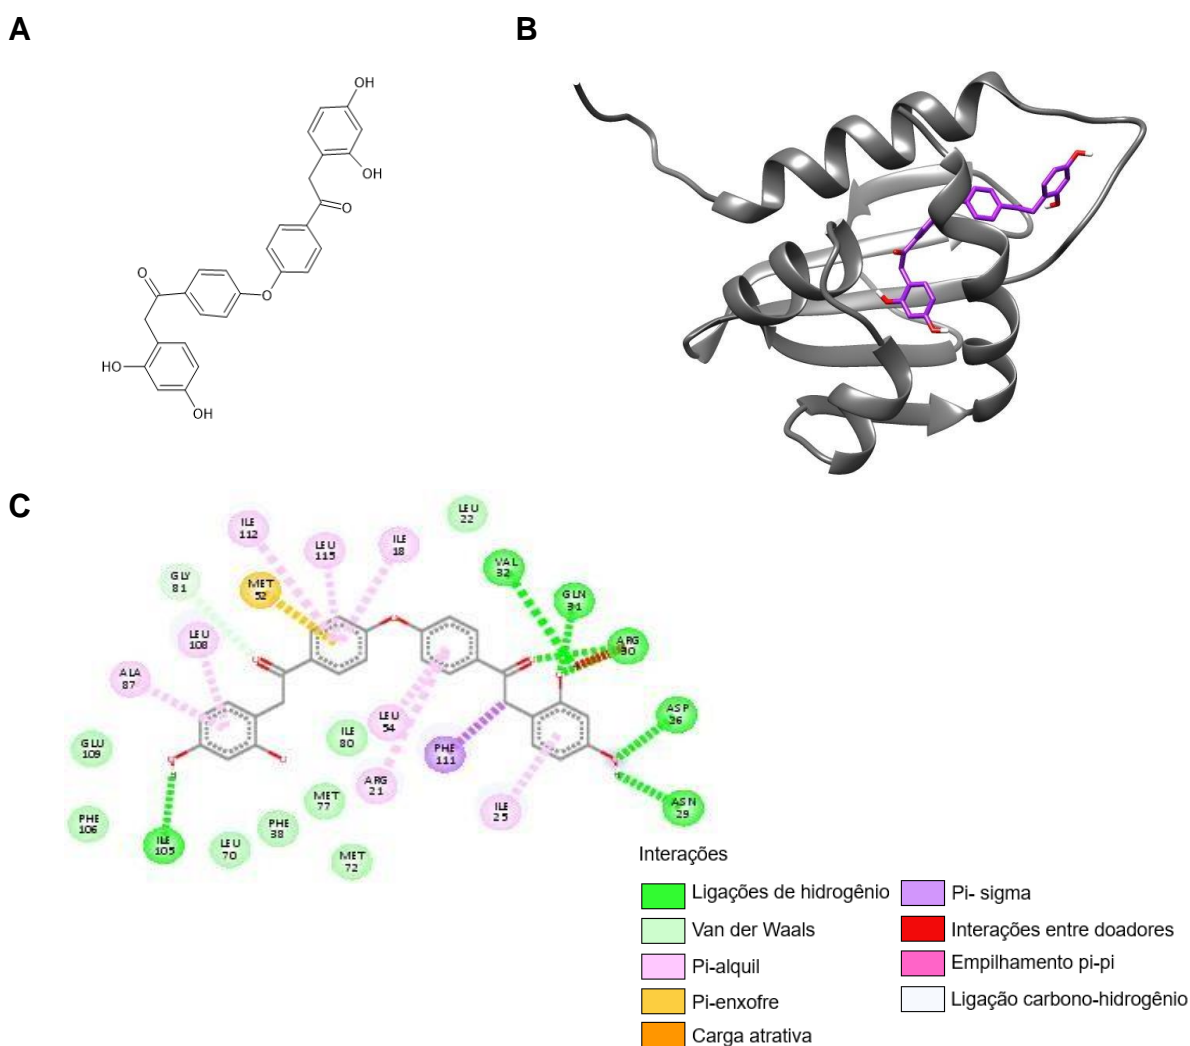 A
B
OH
OH
O
O
O
HO
OH
C
LEU
22
ILE
112
LEU
115
ILE
18
VAL
32
GLY
81
MET
52
GLN
31
LEU
108
ARG
30
ALA
87
ASP
26
LEU
54
ILE
80
PHE
111
GLU
109
ARG
21
MET
77
ILE
25
ASN
29
PHE
106
PHE
38
ILE
105
LEU
70
MET
72
Interações
Ligações de hidrogênio
Van der Waals
Pi-alquil
Pi-enxofre
Carga atrativa
Pi- sigma
Interações entre doadores
Empilhamento pi-pi
Ligação carbono-hidrogênio